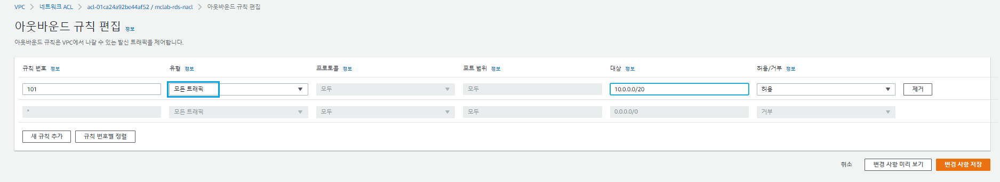 VPC > 네트워크 ACL > acl-01ca24a92be44af52 / mclab-rds-nacl > 아웃바운드 규칙 편집
아웃바운드 규칙 편집 정보
아웃바운드 규칙은 VPC에서 나갈 수 있는 발신 트래픽을 제어합니다.
규칙 번호 정보 유형 정보 프로토콜 정보 포트 범위 정보 대상 정보 허용/거부 정보
101 모든 트래픽 모두 모두 10.0.0.0/20 허용 제거
* 모든 트래픽 모두 모두 0.0.0.0/0 거부
새 규칙 추가 규칙 번호별 정렬
취소 변경 사항 미리 보기 변경 사항 저장